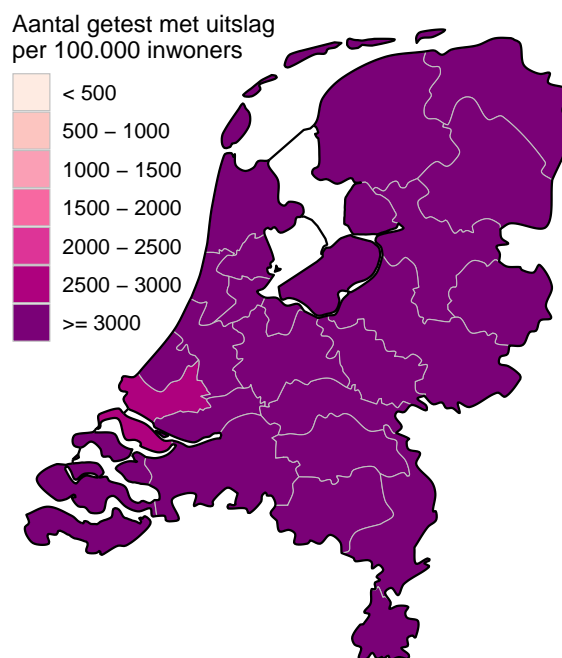 Aantal getest met uitslag
per 100.000 inwoners
< 500
500 – 1000
1000 – 1500
1500 – 2000
2000 – 2500
2500 – 3000
>= 3000